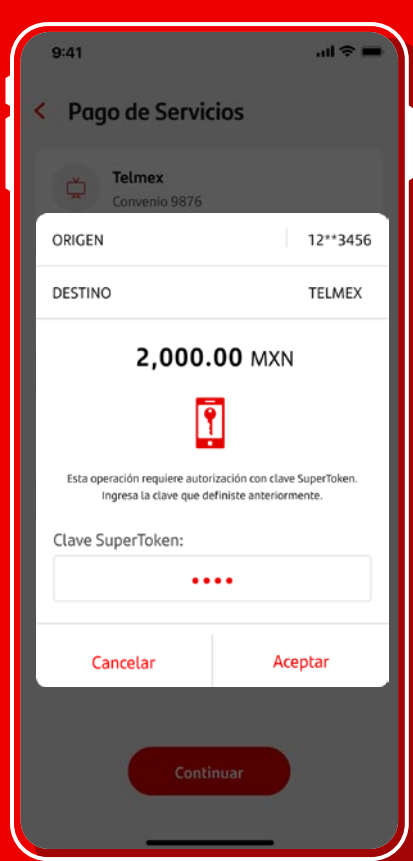 9:41
Pago de Servicios
Telmex
Convenio 9876
ORIGEN 12**3456
DESTINO TELMEX
2,000.00 MXN
Esta operación requiere autorización con clave SuperToken.
Ingresa la clave que definiste anteriormente.
Clave SuperToken:
••••
Cancelar Aceptar
Continuar